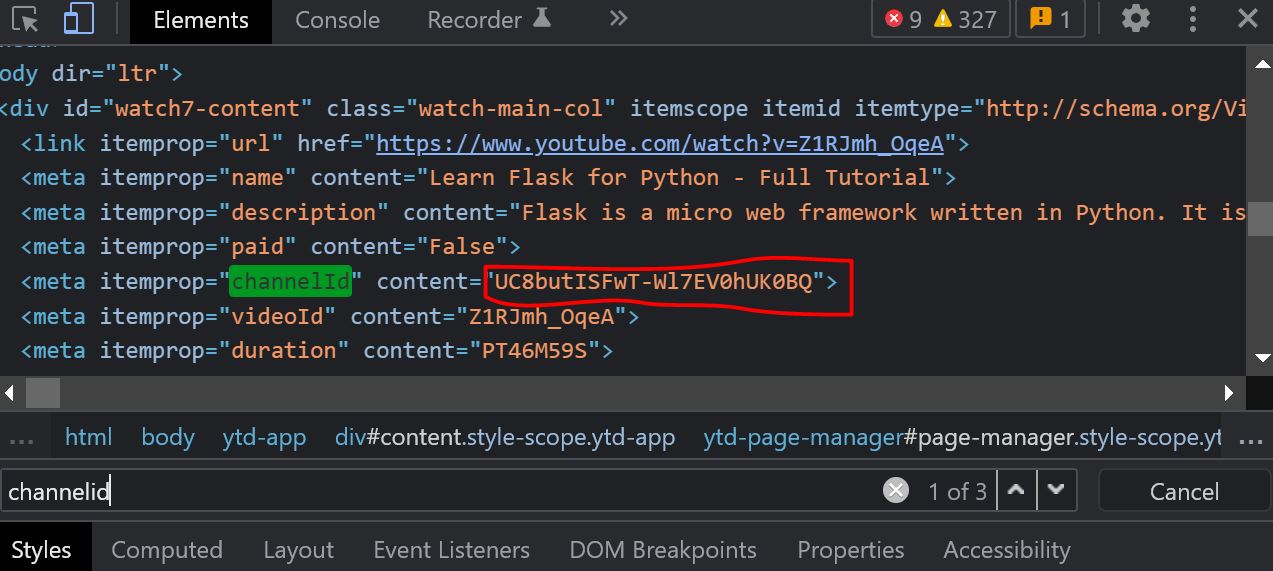 Elements Console Recorder 9 327 1
ody dir="ltr">
<div id="watch7-content" class="watch-main-col" itemscope itemid itemtype="http://schema.org/Vi
<link itemprop="url" href="https://www.youtube.com/watch?v=Z1RJmh_OqeA">
<meta itemprop="name" content="Learn Flask for Python - Full Tutorial">
<meta itemprop="description" content="Flask is a micro web framework written in Python. It is
<meta itemprop="paid" content="False">
<meta itemprop="channelId" content="UC8butISFwT-Wl7EV0hUK0BQ">
<meta itemprop="videoId" content="Z1RJmh_OqeA">
<meta itemprop="duration" content="PT46M59S">
... html body ytd-app div#content.style-scope.ytd-app ytd-page-manager#page-manager.style-scope.yt ...
channelid 1 of 3 Cancel
Styles Computed Layout Event Listeners DOM Breakpoints Properties Accessibility